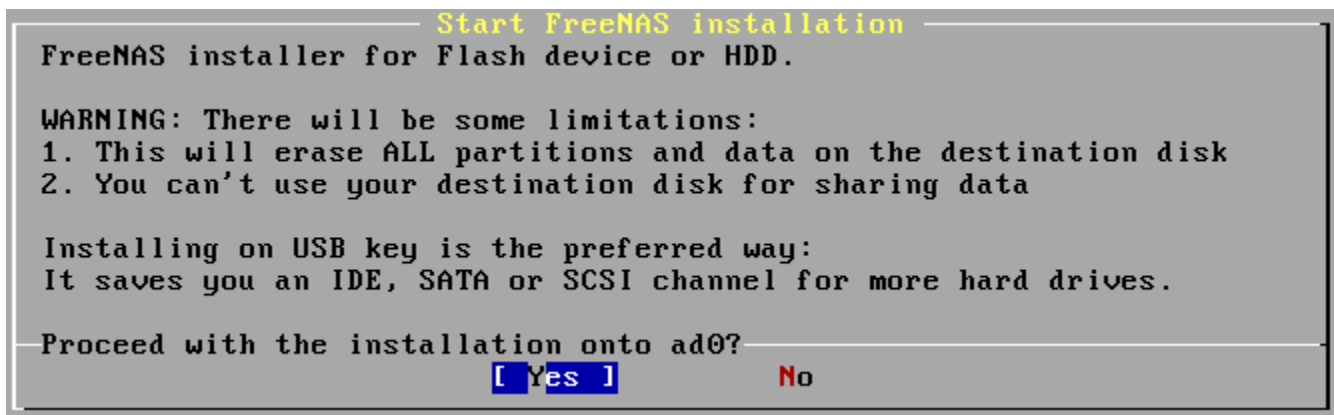 Start FreeNAS installation
FreeNAS installer for Flash device or HDD.
WARNING: There will be some limitations:
1. This will erase ALL partitions and data on the destination disk
2. You can't use your destination disk for sharing data
Installing on USB key is the preferred way:
It saves you an IDE, SATA or SCSI channel for more hard drives.
Proceed with the installation onto ad0?
[ Yes ] No